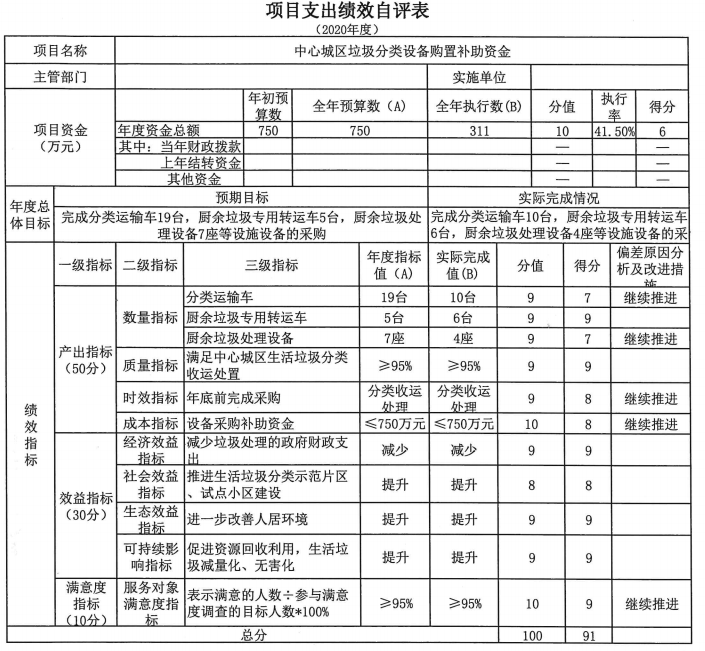 项目支出绩效自评表
（2020年度）
项目名称 中心城区垃圾分类设备购置补助资金
主管部门 实施单位
项目资金（万元） 年初预算数 全年预算数（A） 全年执行数(B) 分值 执行率 得分
年度资金总额 750 750 311 10 41.50% 6
其中：当年财政拨款 — —
上年结转资金 — —
其他资金 — —
年度总体目标 预期目标 实际完成情况
完成分类运输车19台，厨余垃圾专用转运车5台，厨余垃圾处理设备7座等设施设备的采购 完成分类运输车10台，厨余垃圾专用转运车6台，厨余垃圾处理设备4座等设施设备的采
绩效指标 一级指标 二级指标 三级指标 年度指标值（A） 实际完成值(B) 分值 得分 偏差原因分析及改进措施
产出指标（50分） 数量指标 分类运输车 19台 10台 9 7 继续推进
厨余垃圾专用转运车 5台 6台 9 9
厨余垃圾处理设备 7座 4座 9 7 继续推进
质量指标 满足中心城区生活垃圾分类收运处置 ≥95% ≥95% 9 9
时效指标 年底前完成采购 分类收运处理 分类收运处理 9 8 继续推进
成本指标 设备采购补助资金 ≤750万元 ≤750万元 10 8 继续推进
效益指标（30分） 经济效益指标 减少垃圾处理的政府财政支出 减少 减少 9 9
社会效益指标 推进生活垃圾分类示范片区、试点小区建设 提升 提升 8 8
生态效益指标 进一步改善人居环境 提升 提升 9 9
可持续影响指标 促进资源回收利用，生活垃圾减量化、无害化 提升 提升 9 9
满意度指标（10分） 服务对象满意度指标 表示满意的人数÷参与满意度调查的目标人数*100% ≥95% ≥95% 10 9 继续推进
总分 100 91